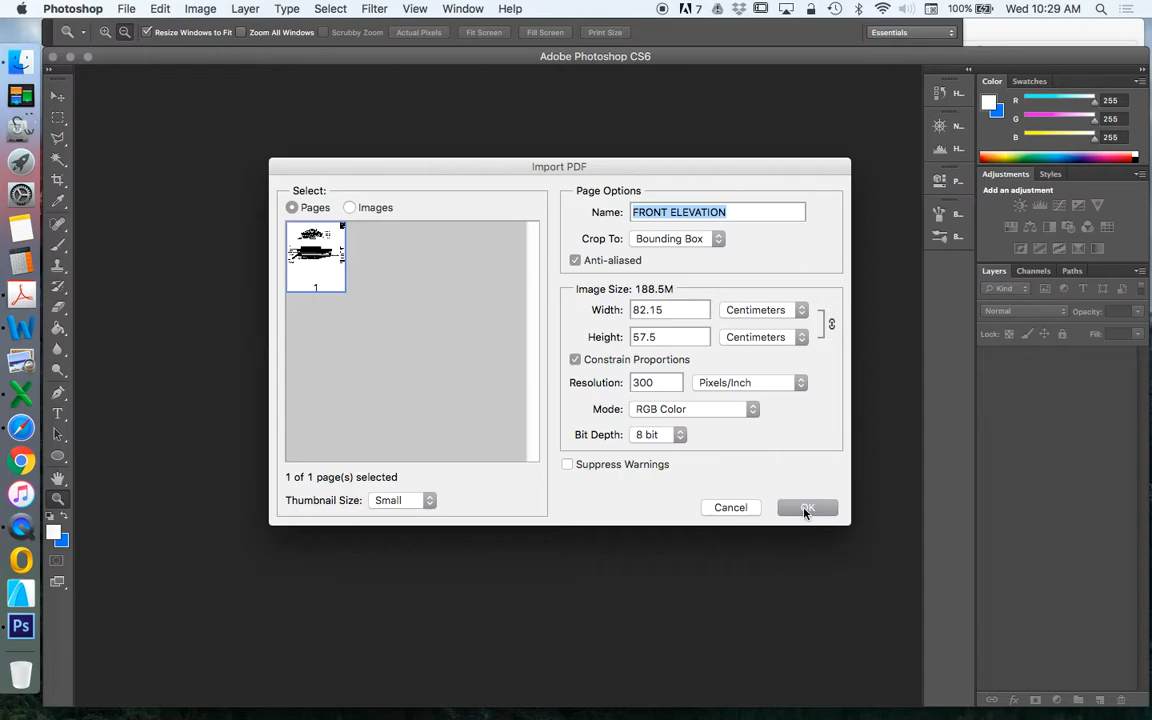 Photoshop File Edit Image Layer Type Select Filter View Window Help 7 100% Wed 10:29 AM
Resize Windows to Fit Zoom All Windows Scrubby Zoom Actual Pixels Fit Screen Fill Screen Print Size Essentials
Adobe Photoshop CS6
Import PDF
Select:
Pages Images
1
1 of 1 page(s) selected
Thumbnail Size: Small
Page Options
Name: FRONT ELEVATION
Crop To: Bounding Box
Anti-aliased
Image Size: 188.5M
Width: 82.15 Centimeters
Height: 57.5 Centimeters
Constrain Proportions
Resolution: 300 Pixels/Inch
Mode: RGB Color
Bit Depth: 8 bit
Suppress Warnings
Cancel OK
H...
N...
H...
P...
B...
B...
Color Swatches
R 255
G 255
B 255
Adjustments Styles
Add an adjustment
Layers Channels Paths
Kind
Normal Opacity:
Lock: Fill:
fx
Ps